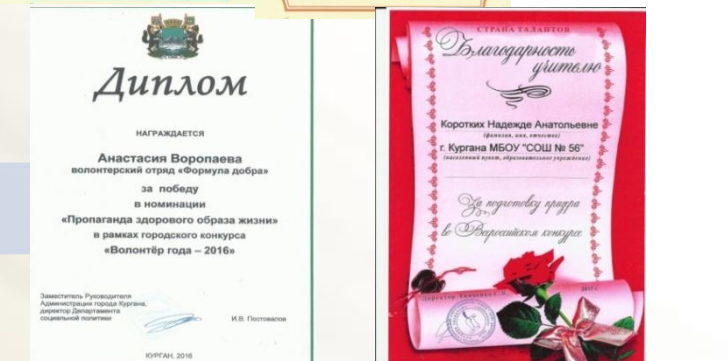 Диплом
НАГРАЖДАЕТСЯ
Анастасия Воропаева
волонтерский отряд «Формула добра»
за победу
в номинации
«Пропаганда здорового образа жизни»
в рамках городского конкурса
«Волонтёр года – 2016»
Заместитель Руководителя
Администрации города Кургана,
директор Департамента
социальной политики
И.В. Постовалов
КУРГАН, 2016
СТРАНА ТАЛАНТОВ
Благодарность
учителю
Коротких Надежде Анатольевне
(фамилия, имя, отчество)
г. Кургана МБОУ "СОШ № 56"
(населенный пункт, образовательное учреждение)
За подготовку призера
во Всероссийском конкурсе
Директор